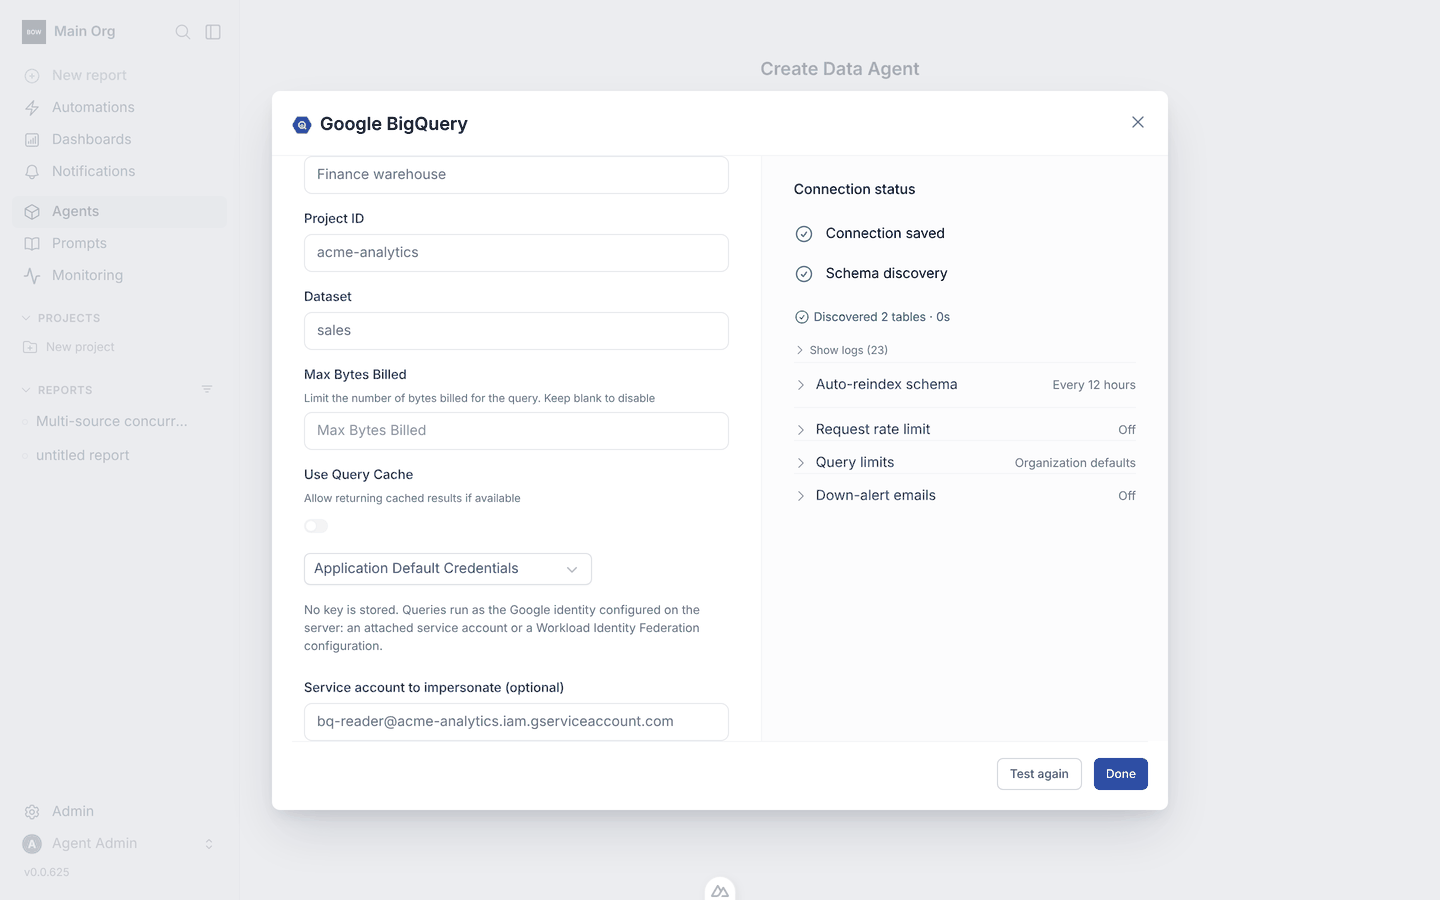 BOW
Main Org
New report
Automations
Dashboards
Notifications
Agents
Prompts
Monitoring
PROJECTS
New project
REPORTS
Multi-source concurr...
untitled report
Admin
A
Agent Admin
v0.0.625
Create Data Agent
Google BigQuery
Finance warehouse
Project ID
acme-analytics
Dataset
sales
Max Bytes Billed
Limit the number of bytes billed for the query. Keep blank to disable
Max Bytes Billed
Use Query Cache
Allow returning cached results if available
Application Default Credentials
No key is stored. Queries run as the Google identity configured on the
server: an attached service account or a Workload Identity Federation
configuration.
Service account to impersonate (optional)
bq-reader@acme-analytics.iam.gserviceaccount.com
Connection status
Connection saved
Schema discovery
Discovered 2 tables · 0s
Show logs (23)
Auto-reindex schema Every 12 hours
Request rate limit Off
Query limits Organization defaults
Down-alert emails Off
Test again
Done